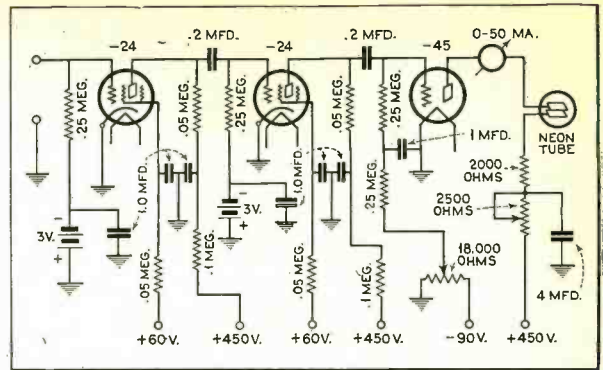 -24
.2 MFD.
-24
.2 MFD.
-45
0-50 MA.
.25 MEG.
.05 MEG.
.25 MEG.
.05 MEG.
.25 MEG.
1 MFD.
NEON
TUBE
1.0 MFD.
1.0 MFD.
.25 MEG.
2000
OHMS
2500
OHMS
-
3V.
+
-
3V.
+
.05 MEG.
.1 MEG.
.05 MEG.
.1 MEG.
18,000
OHMS
4 MFD.
+60V.
+450V.
+60V.
+450V.
-90V.
+450V.